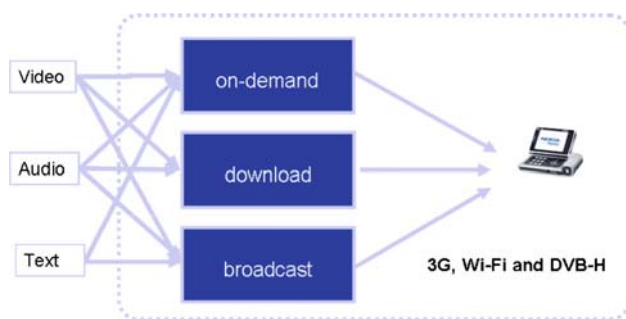 Video
on-demand
Audio
download
Text
broadcast
3G, Wi-Fi and DVB-H